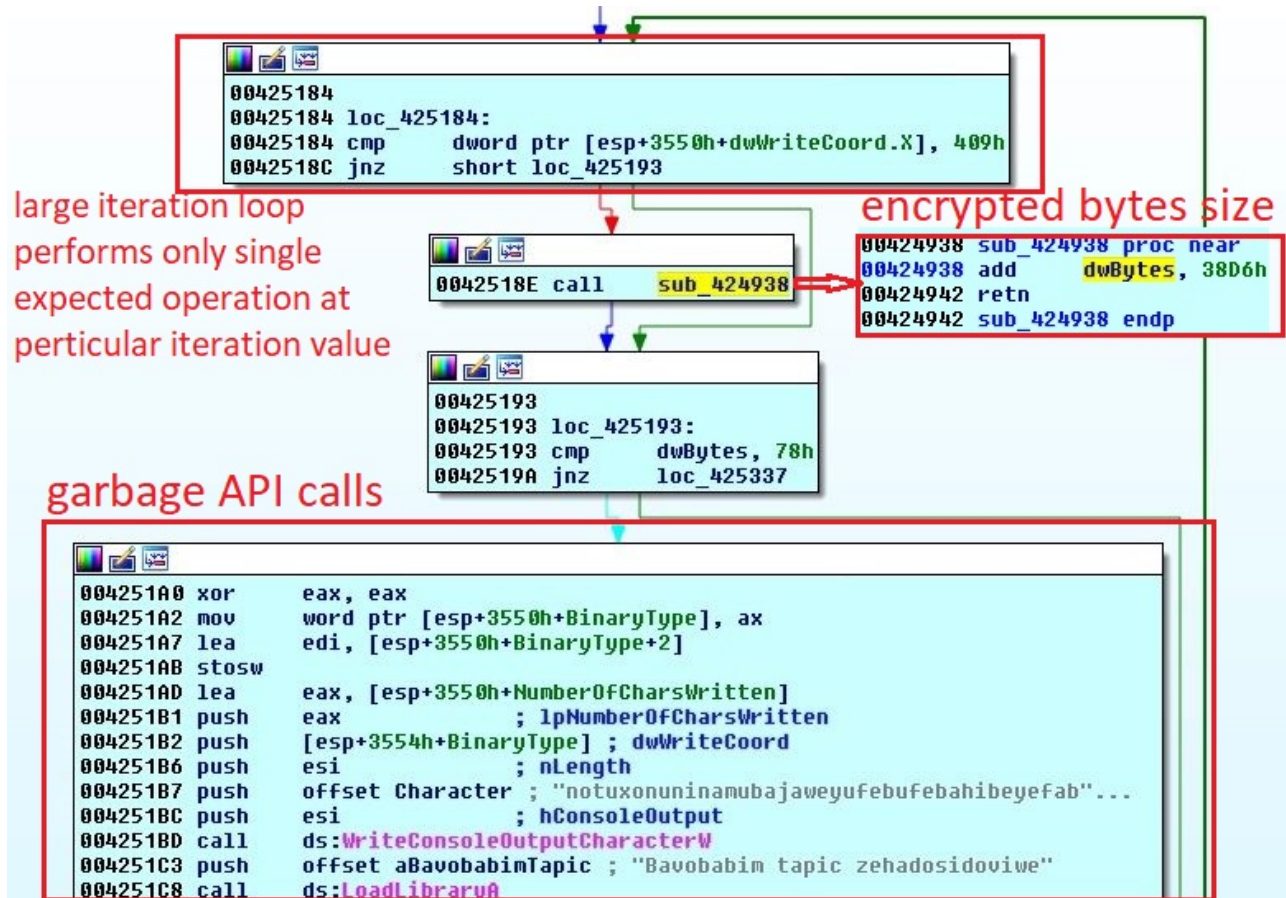 00425184
00425184 loc_425184:
00425184 cmp dword ptr [esp+3550h+dwWriteCoord.X], 409h
0042518C jnz short loc_425193
large iteration loop
performs only single
expected operation at
perticular iteration value
encrypted bytes size
00424938 sub_424938 proc near
00424938 add dwBytes, 38D6h
00424942 retn
00424942 sub_424938 endp
0042518E call sub_424938
00425193
00425193 loc_425193:
00425193 cmp dwBytes, 78h
0042519A jnz loc_425337
garbage API calls
004251A0 xor eax, eax
004251A2 mov word ptr [esp+3550h+BinaryType], ax
004251A7 lea edi, [esp+3550h+BinaryType+2]
004251AB stosw
004251AD lea eax, [esp+3550h+NumberOfCharsWritten]
004251B1 push eax ; lpNumberOfCharsWritten
004251B2 push [esp+3554h+BinaryType] ; dwWriteCoord
004251B6 push esi ; nLength
004251B7 push offset Character ; "notuxonuninamubajaweyufebufebahibeyefab"...
004251BC push esi ; hConsoleOutput
004251BD call ds:WriteConsoleOutputCharacterW
004251C3 push offset aBavobabimTapic ; "Bavobabim tapic zehadosidoviwe"
004251C8 call ds:LoadLibraryA